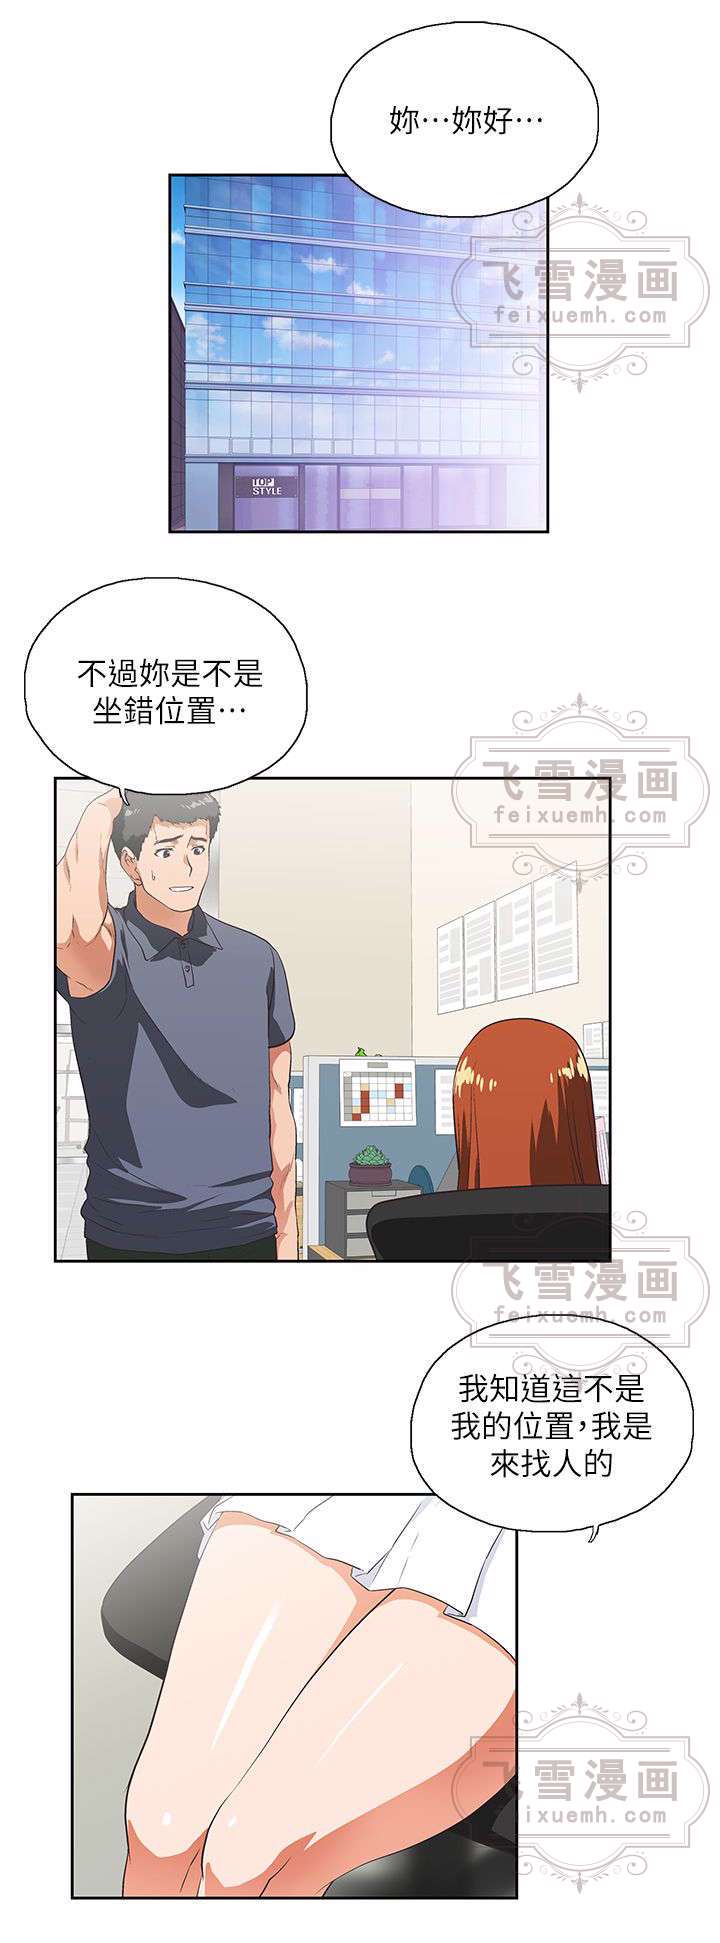 妳⋯妳好⋯
飞雪漫画
feixuemh.com
TOP
STYLE
不過妳是不是
坐錯位置⋯
飞雪漫画
feixuemh.com
飞雪漫画
feixuemh.com
我知道這不是
我的位置,我是
來找人的
飞雪漫画
feixuemh.com